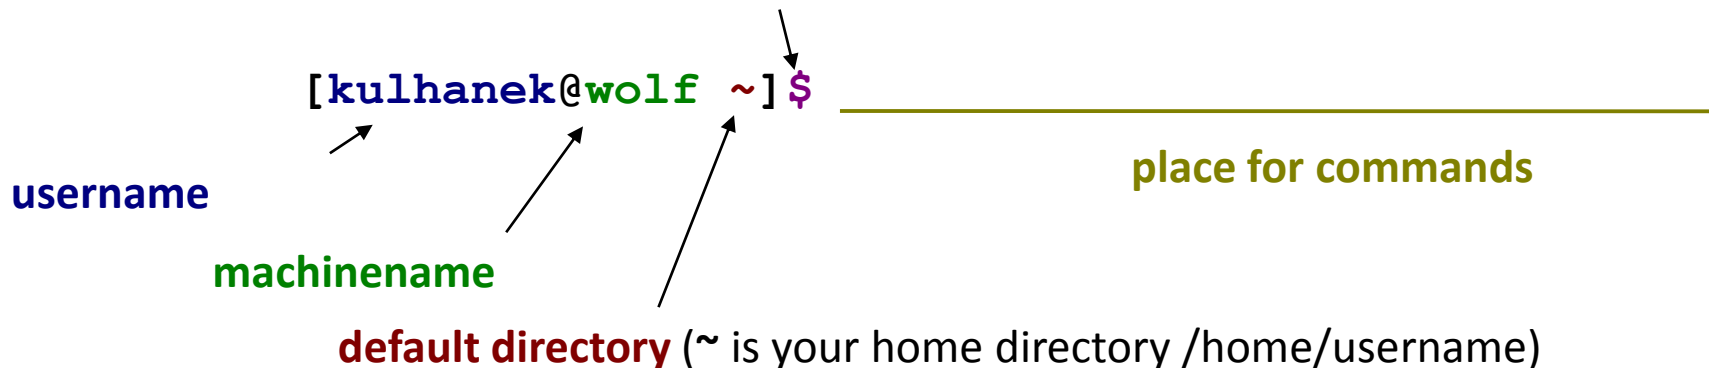 [kulhanek@wolf ~]$
place for commands
username
machinename
default directory (~ is your home directory /home/username)